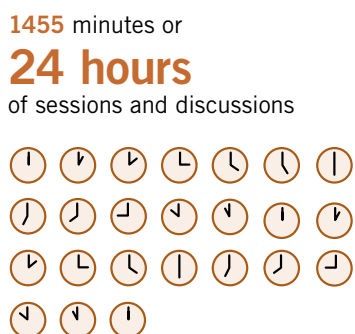 1455 minutes or
24 hours
of sessions and discussions